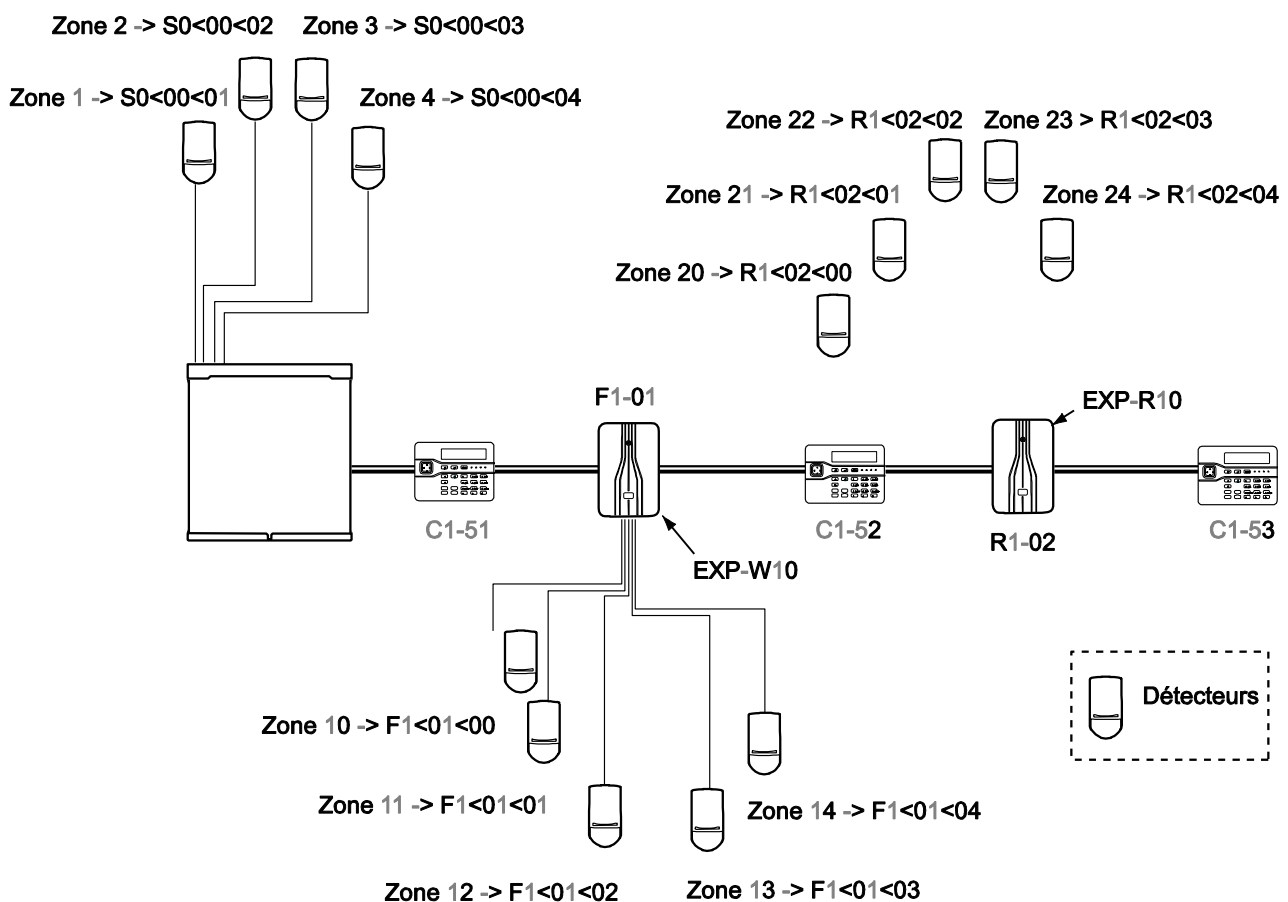 Zone 2 -> S0<00<02
Zone 3 -> S0<00<03
Zone 1 -> S0<00<01
Zone 4 -> S0<00<04
Zone 22 -> R1<02<02
Zone 23 > R1<02<03
Zone 21 -> R1<02<01
Zone 24 -> R1<02<04
Zone 20 -> R1<02<00
F1-01
EXP-R10
C1-51
C1-52
R1-02
C1-53
EXP-W10
Détecteurs
Zone 10 -> F1<01<00
Zone 11 -> F1<01<01
Zone 14 -> F1<01<04
Zone 12 -> F1<01<02
Zone 13 -> F1<01<03